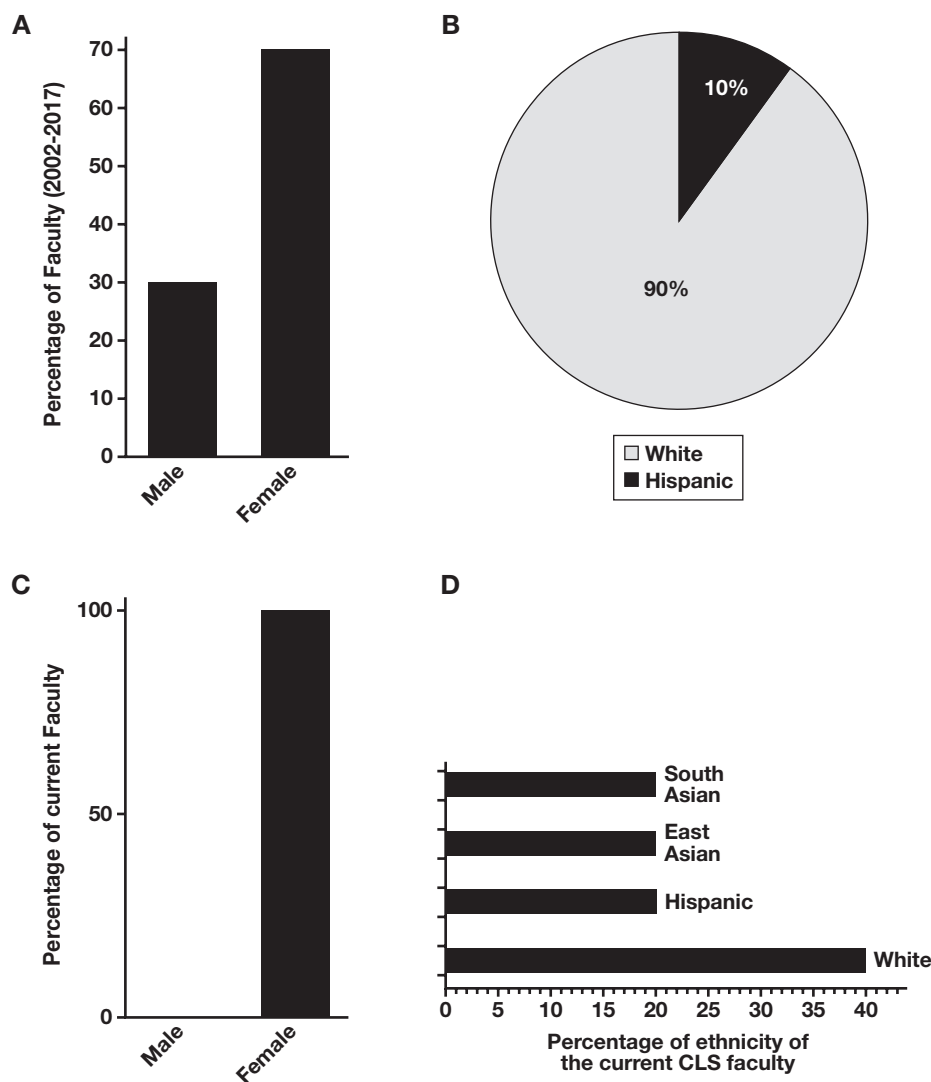 A
Percentage of Faculty (2002-2017)
70
60
50
40
30
20
10
0
Male
Female
B
10%
90%
White
Hispanic
C
Percentage of current Faculty
100
50
0
Male
Female
D
South
Asian
East
Asian
Hispanic
White
0 5 10 15 20 25 30 35 40
Percentage of ethnicity of
the current CLS faculty